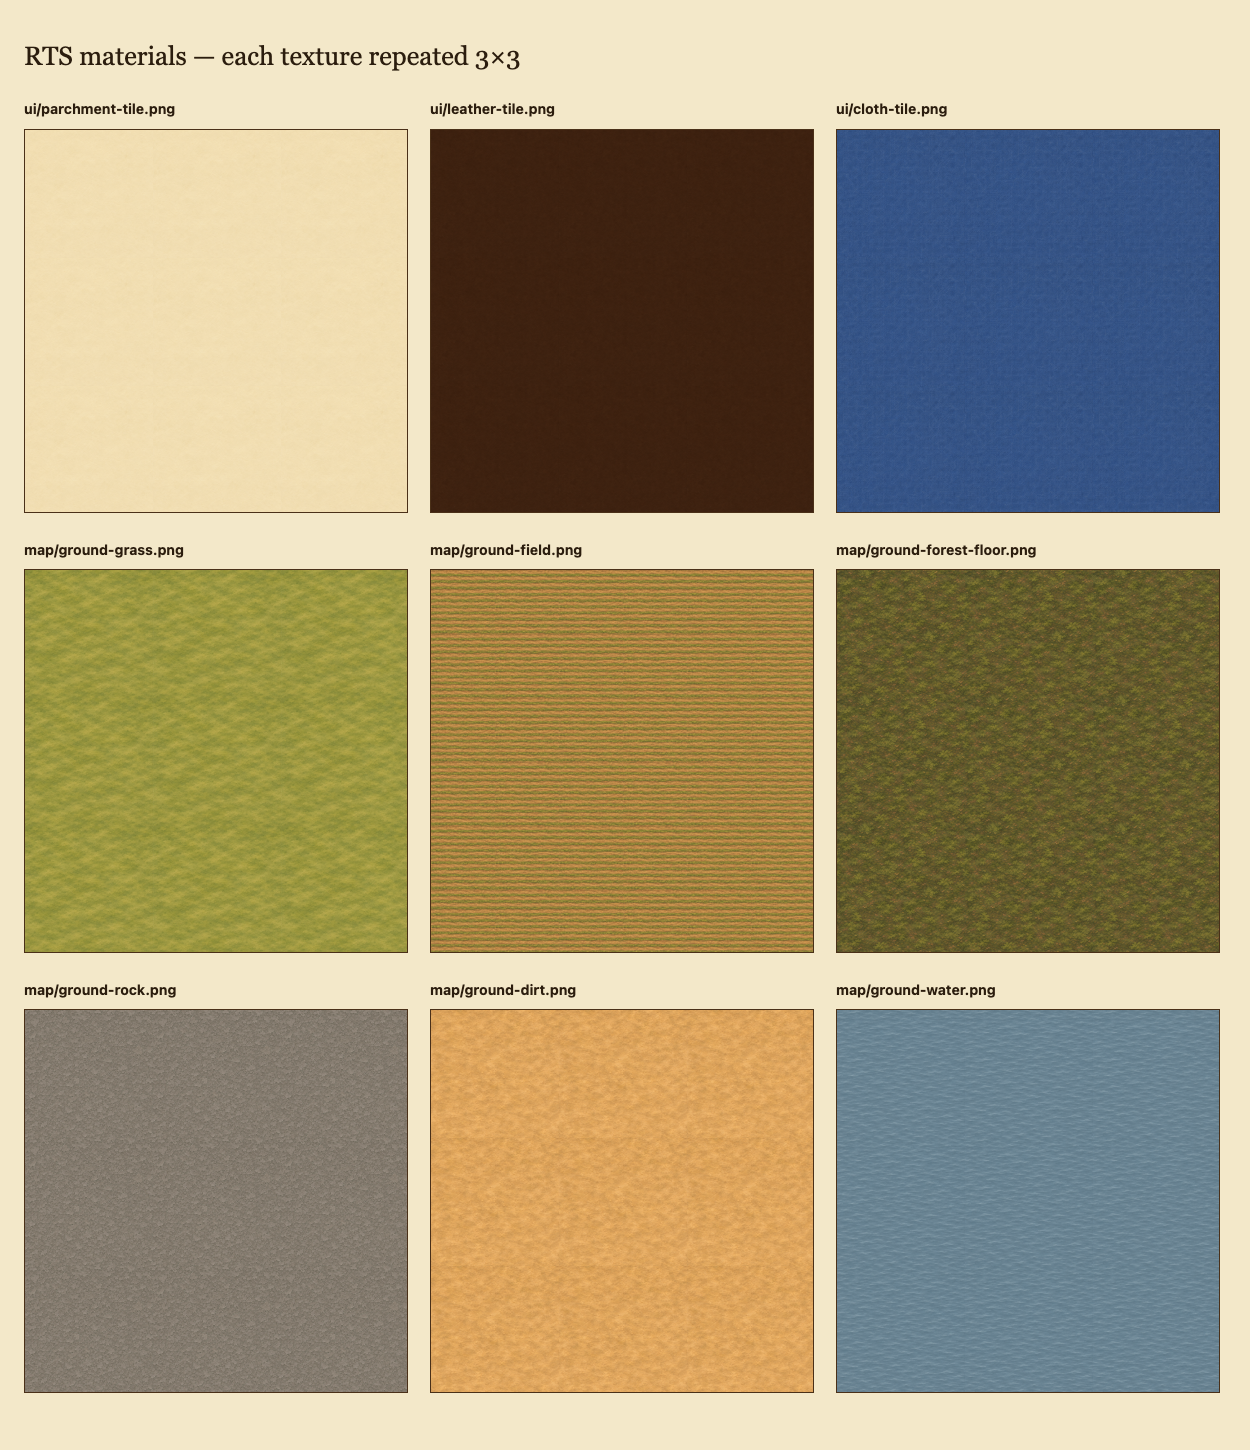 RTS materials — each texture repeated 3×3
ui/parchment-tile.png
ui/leather-tile.png
ui/cloth-tile.png
map/ground-grass.png
map/ground-field.png
map/ground-forest-floor.png
map/ground-rock.png
map/ground-dirt.png
map/ground-water.png